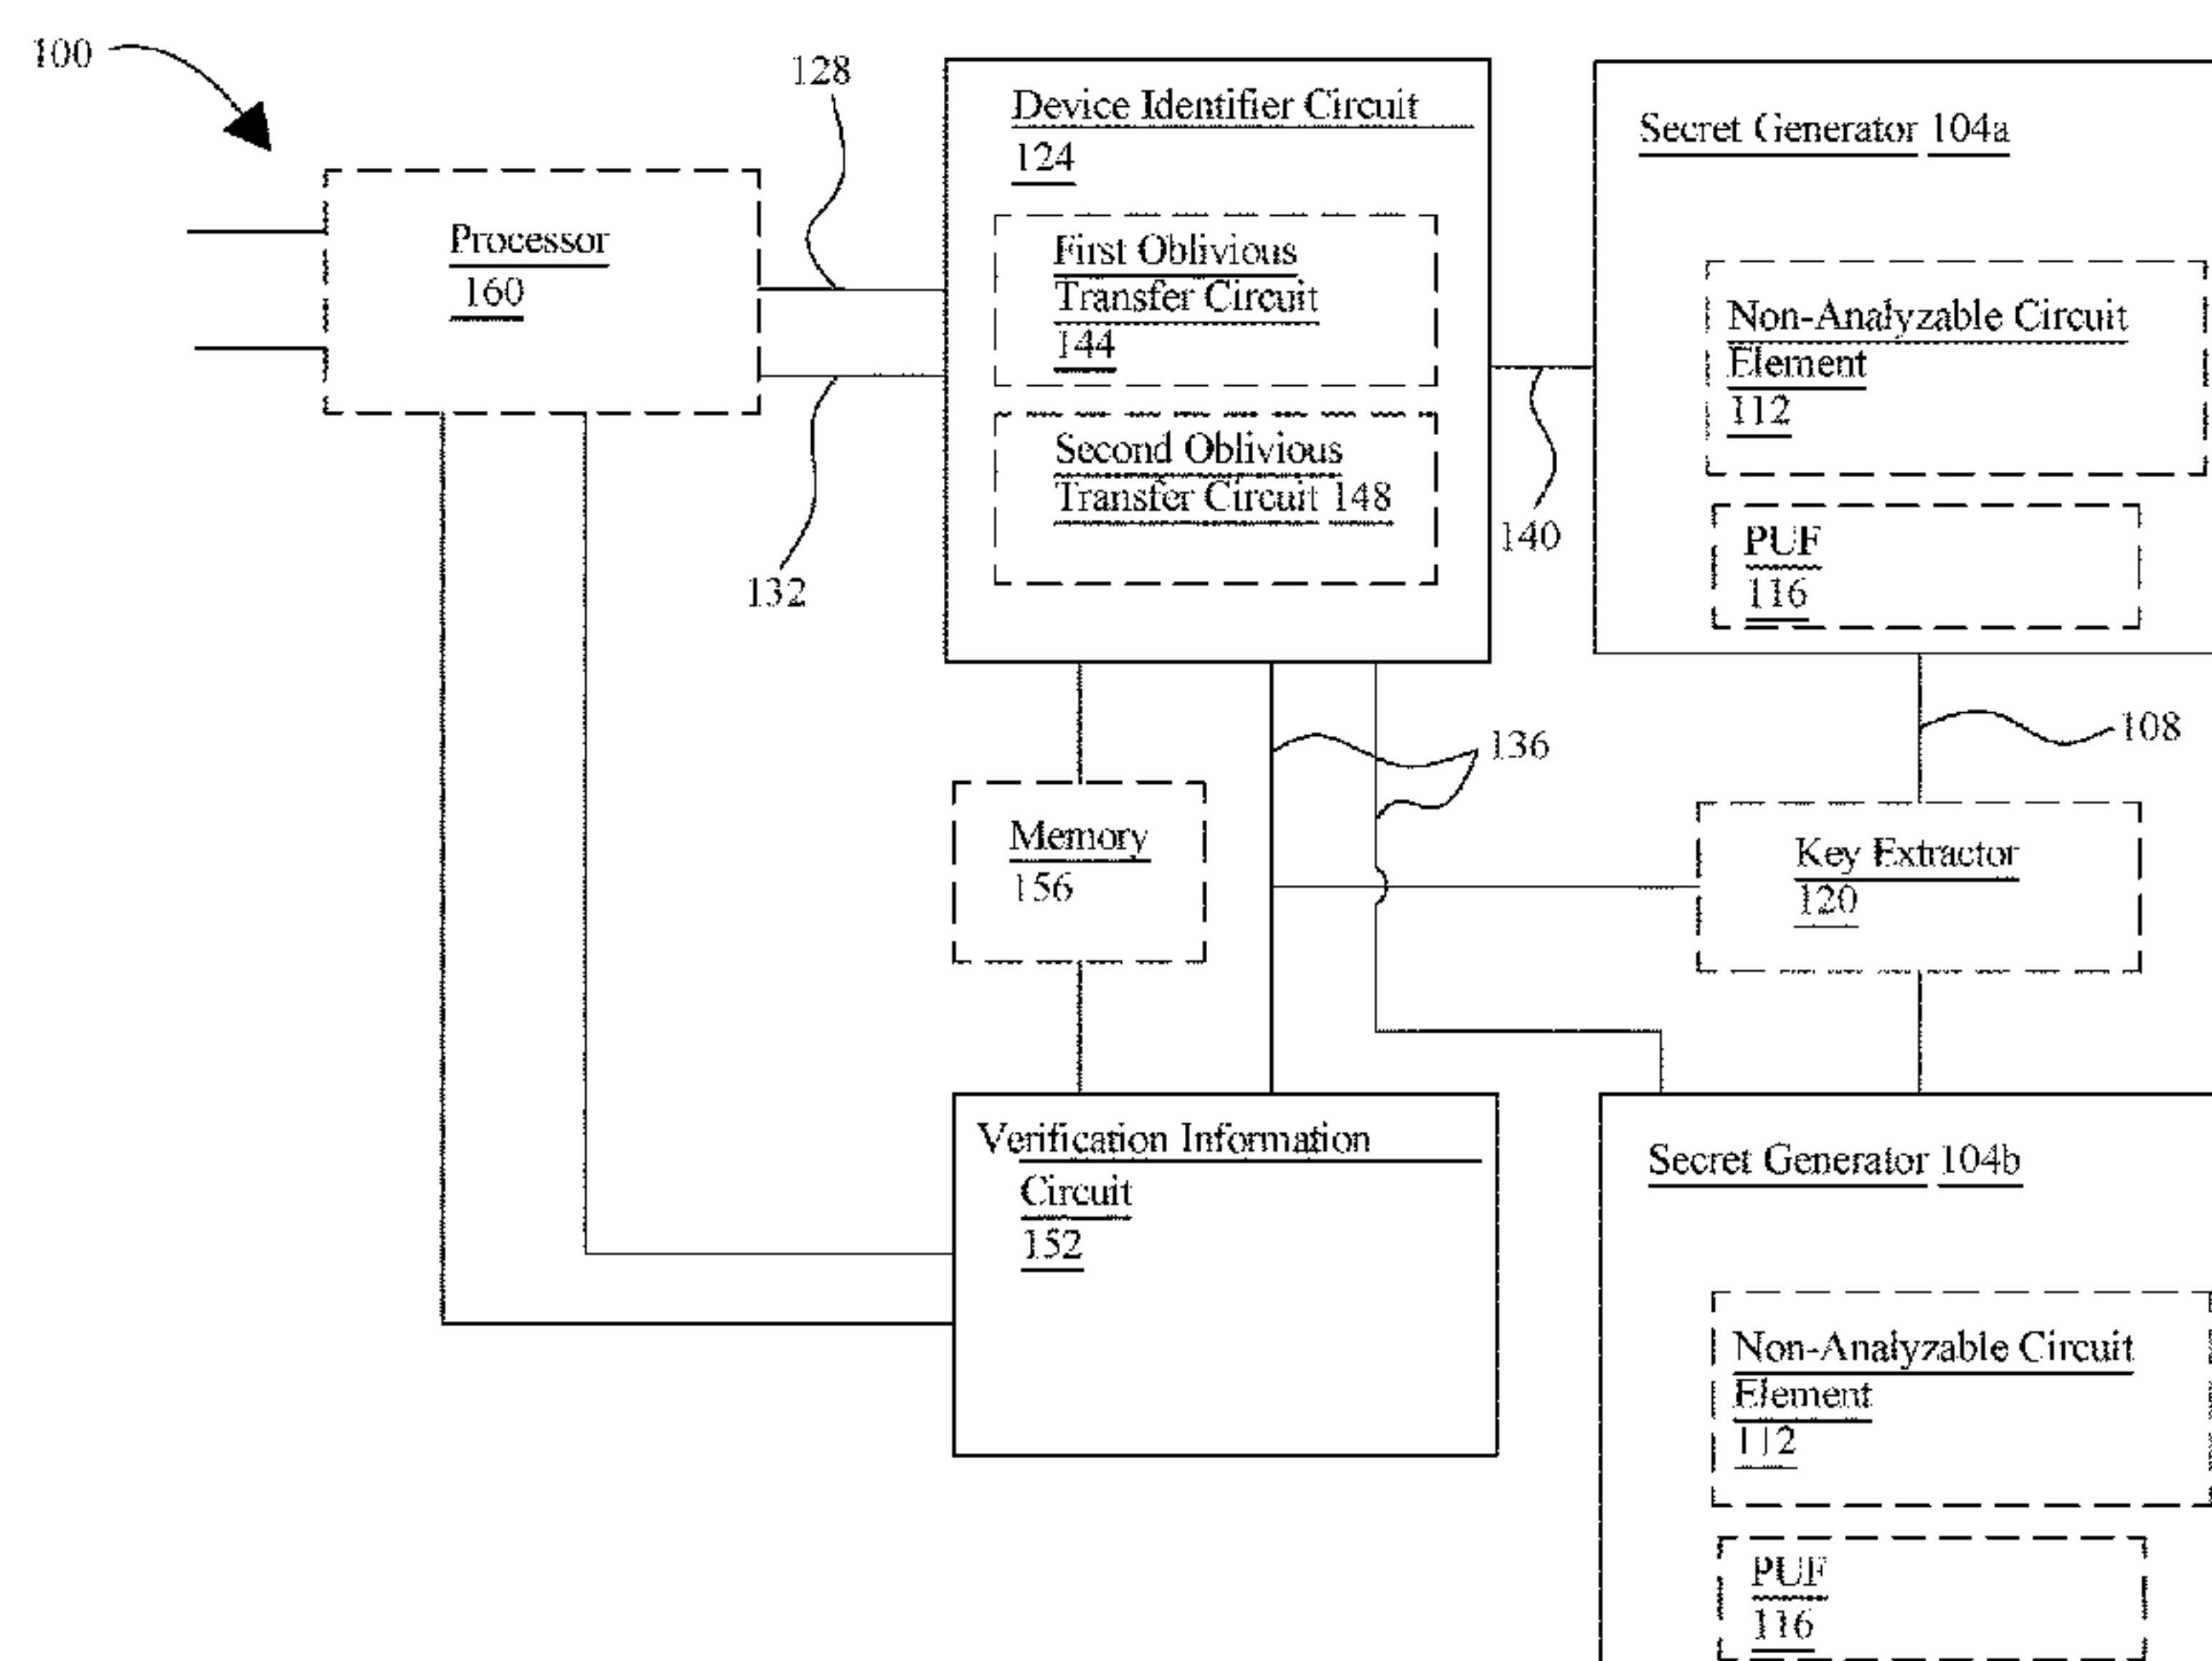 100
128
Device Identifier Circuit
124
Secret Generator 104a
Processor
160
First Oblivious
Transfer Circuit
144
Non-Analyzable Circuit
Element
112
Second Oblivious
Transfer Circuit 148
140
PUF
116
132
136
108
Memory
156
Key Extractor
120
Verification Information
Circuit
152
Secret Generator 104b
Non-Analyzable Circuit
Element
112
PUF
116